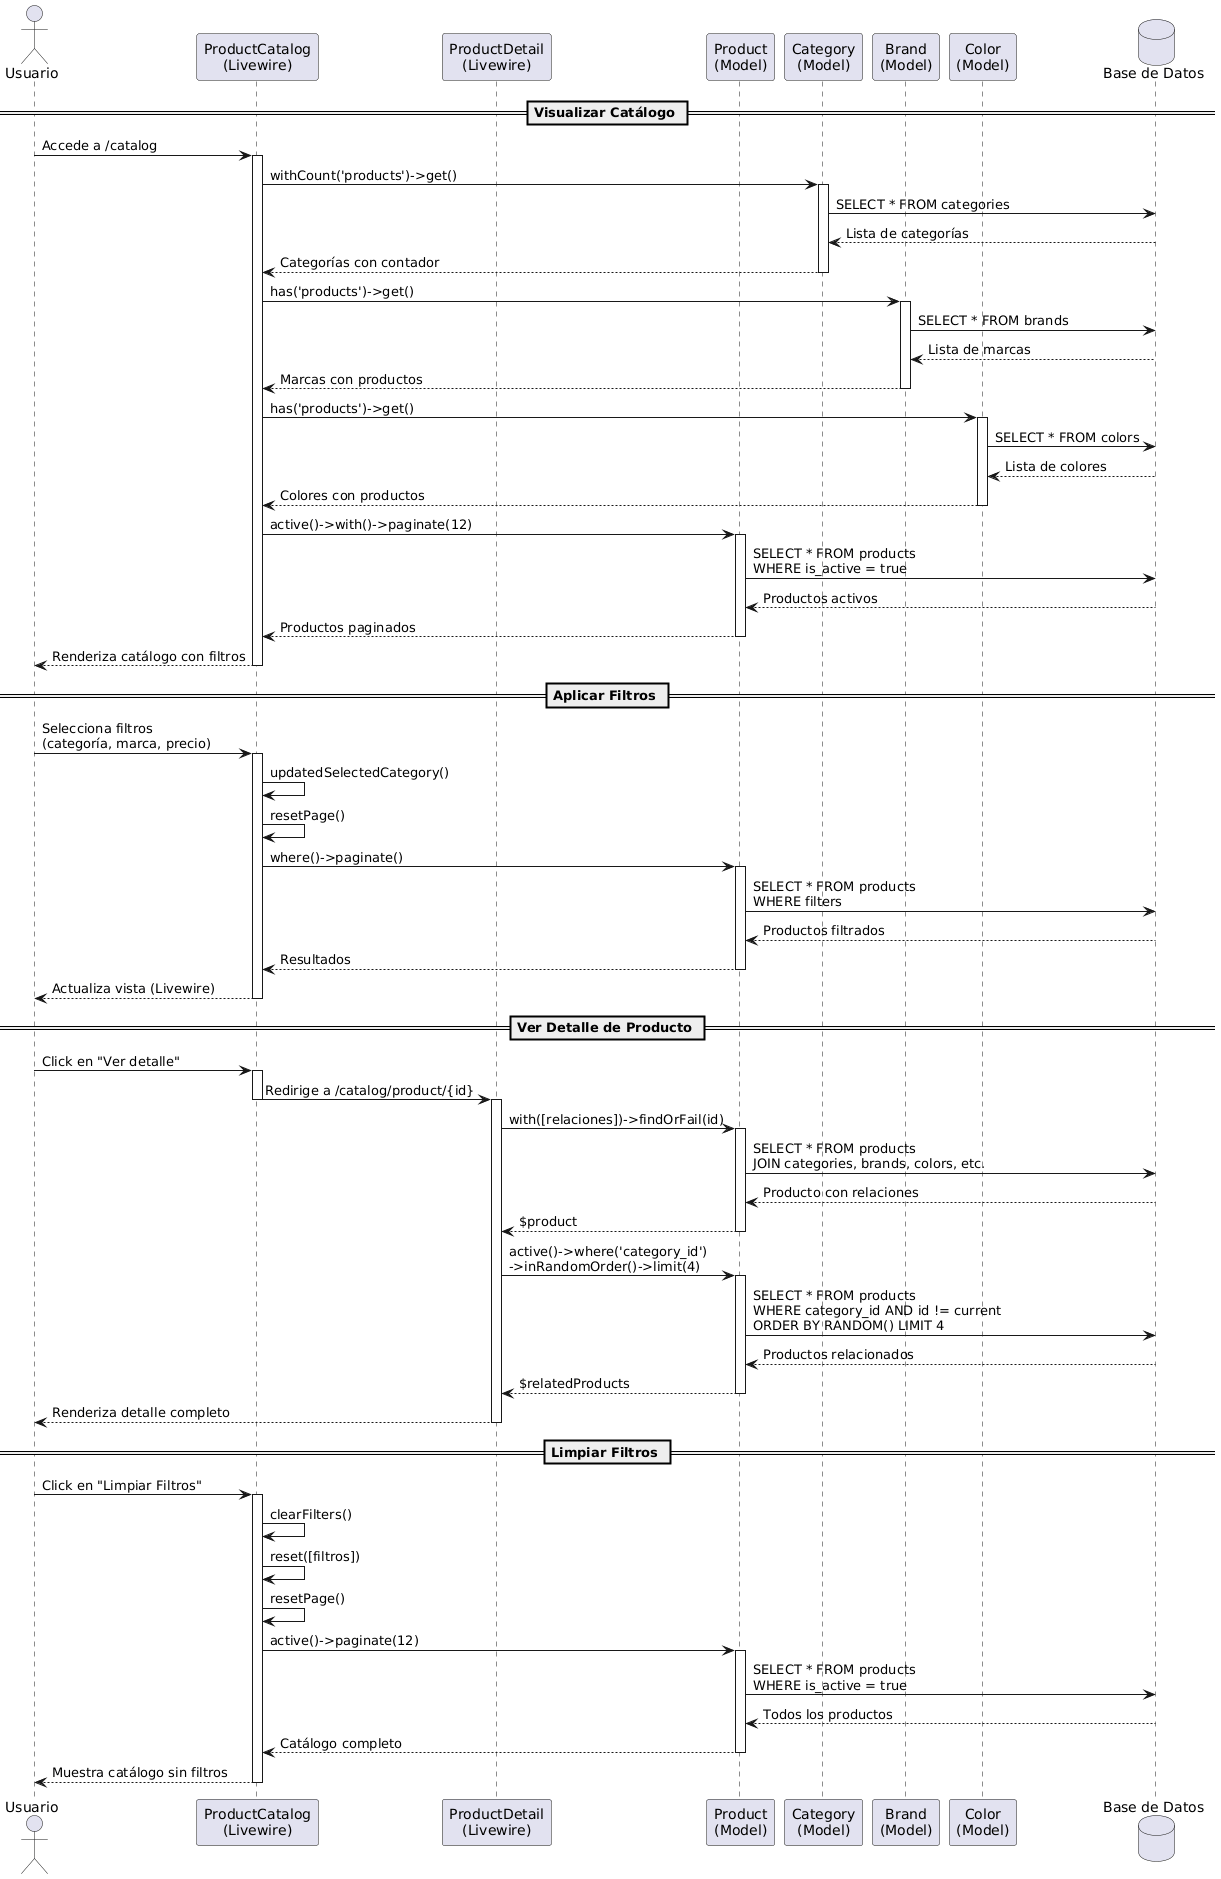 Usuario
ProductCatalog
(Livewire)
ProductDetail
(Livewire)
Product
(Model)
Category
(Model)
Brand
(Model)
Color
(Model)
Base de Datos
Visualizar Catálogo
Accede a /catalog
withCount('products')->get()
SELECT * FROM categories
Lista de categorías
Categorías con contador
has('products')->get()
SELECT * FROM brands
Lista de marcas
Marcas con productos
has('products')->get()
SELECT * FROM colors
Lista de colores
Colores con productos
active()->with()->paginate(12)
SELECT * FROM products
WHERE is_active = true
Productos activos
Productos paginados
Renderiza catálogo con filtros
Aplicar Filtros
Selecciona filtros
(categoría, marca, precio)
updatedSelectedCategory()
resetPage()
where()->paginate()
SELECT * FROM products
WHERE filters
Productos filtrados
Resultados
Actualiza vista (Livewire)
Ver Detalle de Producto
Click en "Ver detalle"
Redirige a /catalog/product/{id}
with([relaciones])->findOrFail(id)
SELECT * FROM products
JOIN categories, brands, colors, etc.
Producto con relaciones
$product
active()->where('category_id')
->inRandomOrder()->limit(4)
SELECT * FROM products
WHERE category_id AND id != current
ORDER BY RANDOM() LIMIT 4
Productos relacionados
$relatedProducts
Renderiza detalle completo
Limpiar Filtros
Click en "Limpiar Filtros"
clearFilters()
reset([filtros])
resetPage()
active()->paginate(12)
SELECT * FROM products
WHERE is_active = true
Todos los productos
Catálogo completo
Muestra catálogo sin filtros
Usuario
ProductCatalog
(Livewire)
ProductDetail
(Livewire)
Product
(Model)
Category
(Model)
Brand
(Model)
Color
(Model)
Base de Datos